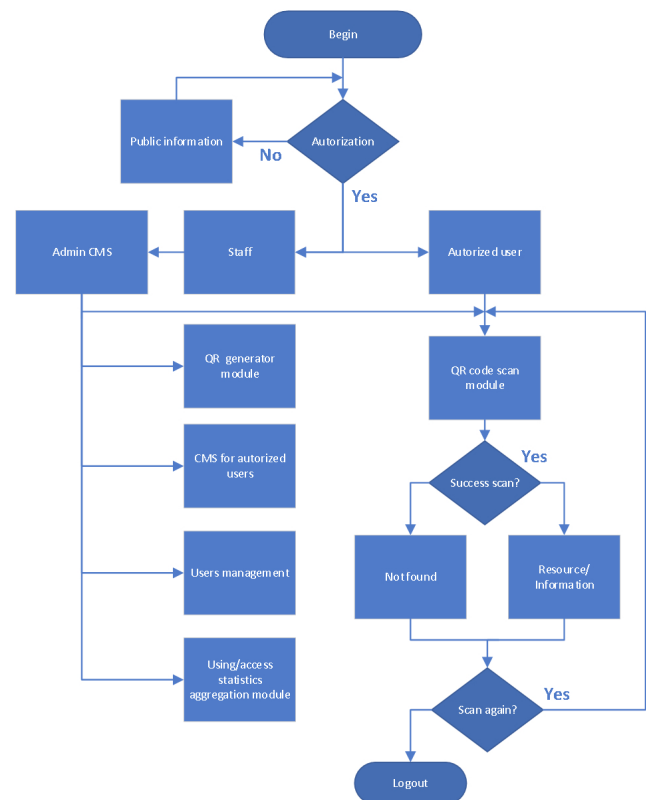 Begin
Public information
Autorization
No
Yes
Admin CMS
Staff
Autorized user
QR generator
module
QR code scan
module
CMS for autorized
users
Yes
Success scan?
Users management
Not found
Resource/
Information
Using/access
statistics
aggregation module
Yes
Scan again?
Logout